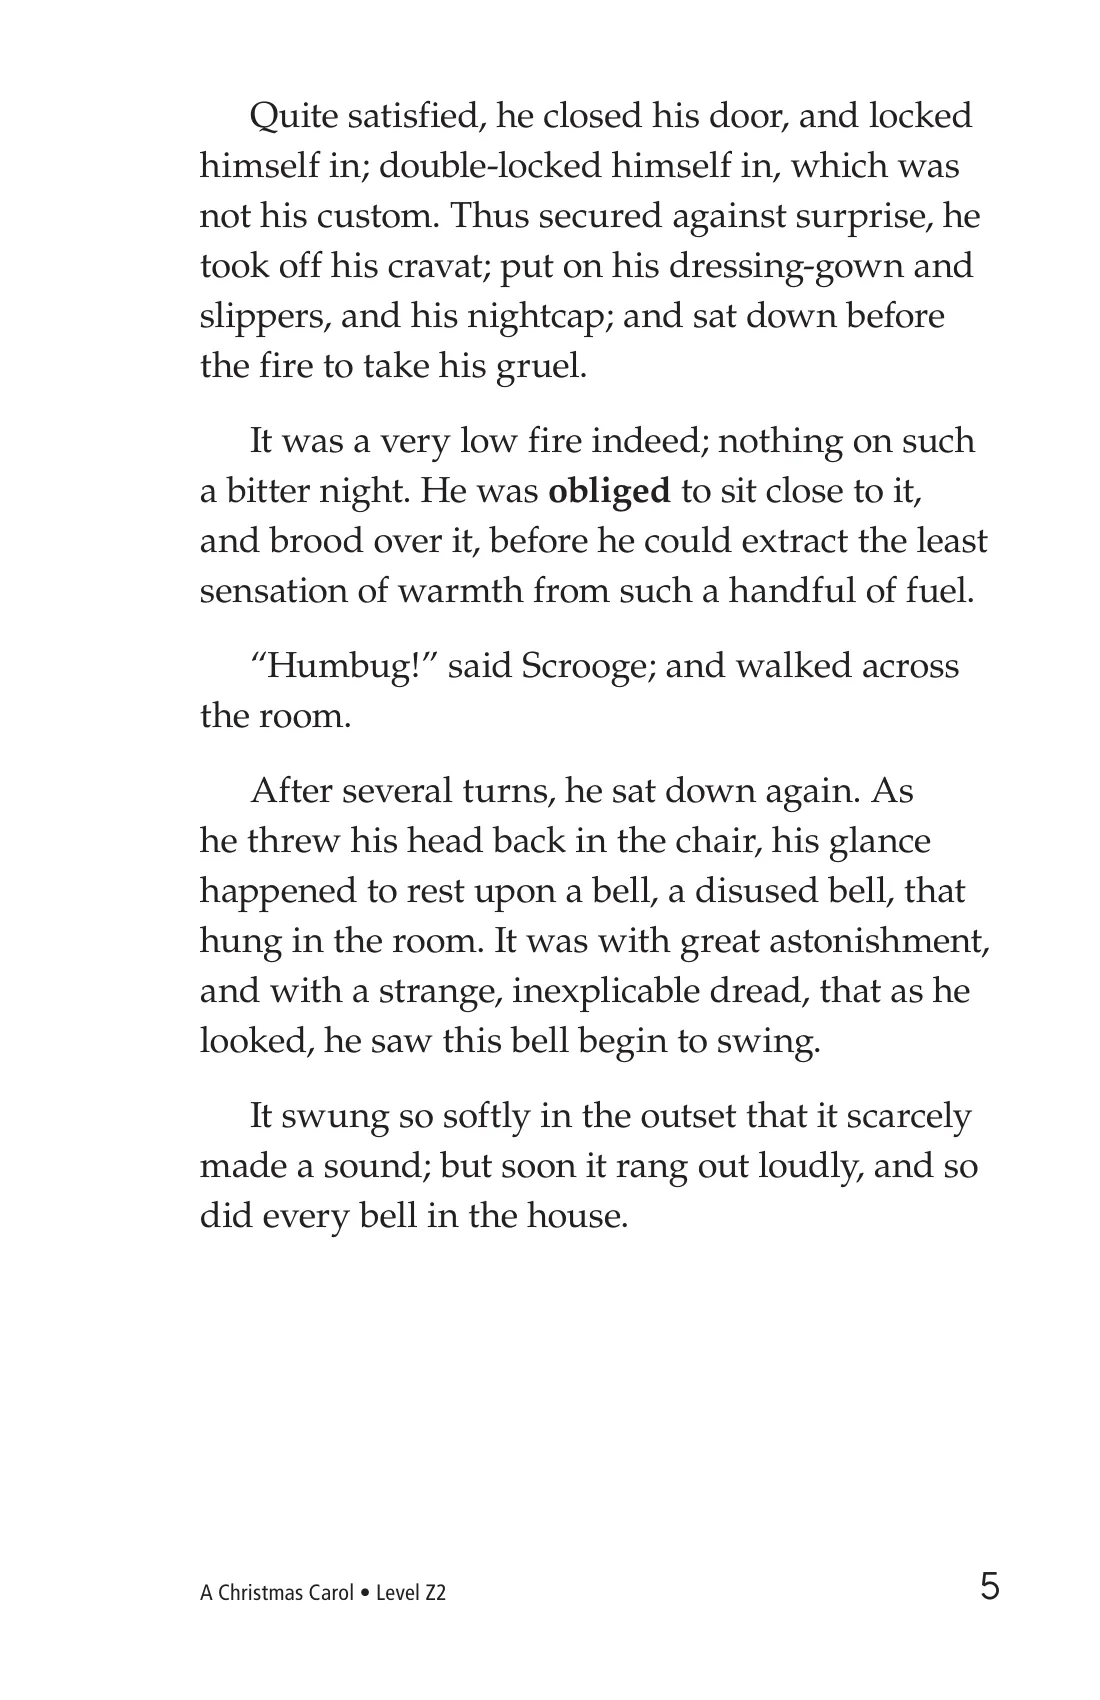 Quite satisfied, he closed his door, and locked
himself in; double-locked himself in, which was
not his custom. Thus secured against surprise, he
took off his cravat; put on his dressing-gown and
slippers, and his nightcap; and sat down before
the fire to take his gruel.
It was a very low fire indeed; nothing on such
a bitter night. He was obliged to sit close to it,
and brood over it, before he could extract the least
sensation of warmth from such a handful of fuel.
“Humbug!” said Scrooge; and walked across
the room.
After several turns, he sat down again. As
he threw his head back in the chair, his glance
happened to rest upon a bell, a disused bell, that
hung in the room. It was with great astonishment,
and with a strange, inexplicable dread, that as he
looked, he saw this bell begin to swing.
It swung so softly in the outset that it scarcely
made a sound; but soon it rang out loudly, and so
did every bell in the house.
A Christmas Carol • Level Z2
5